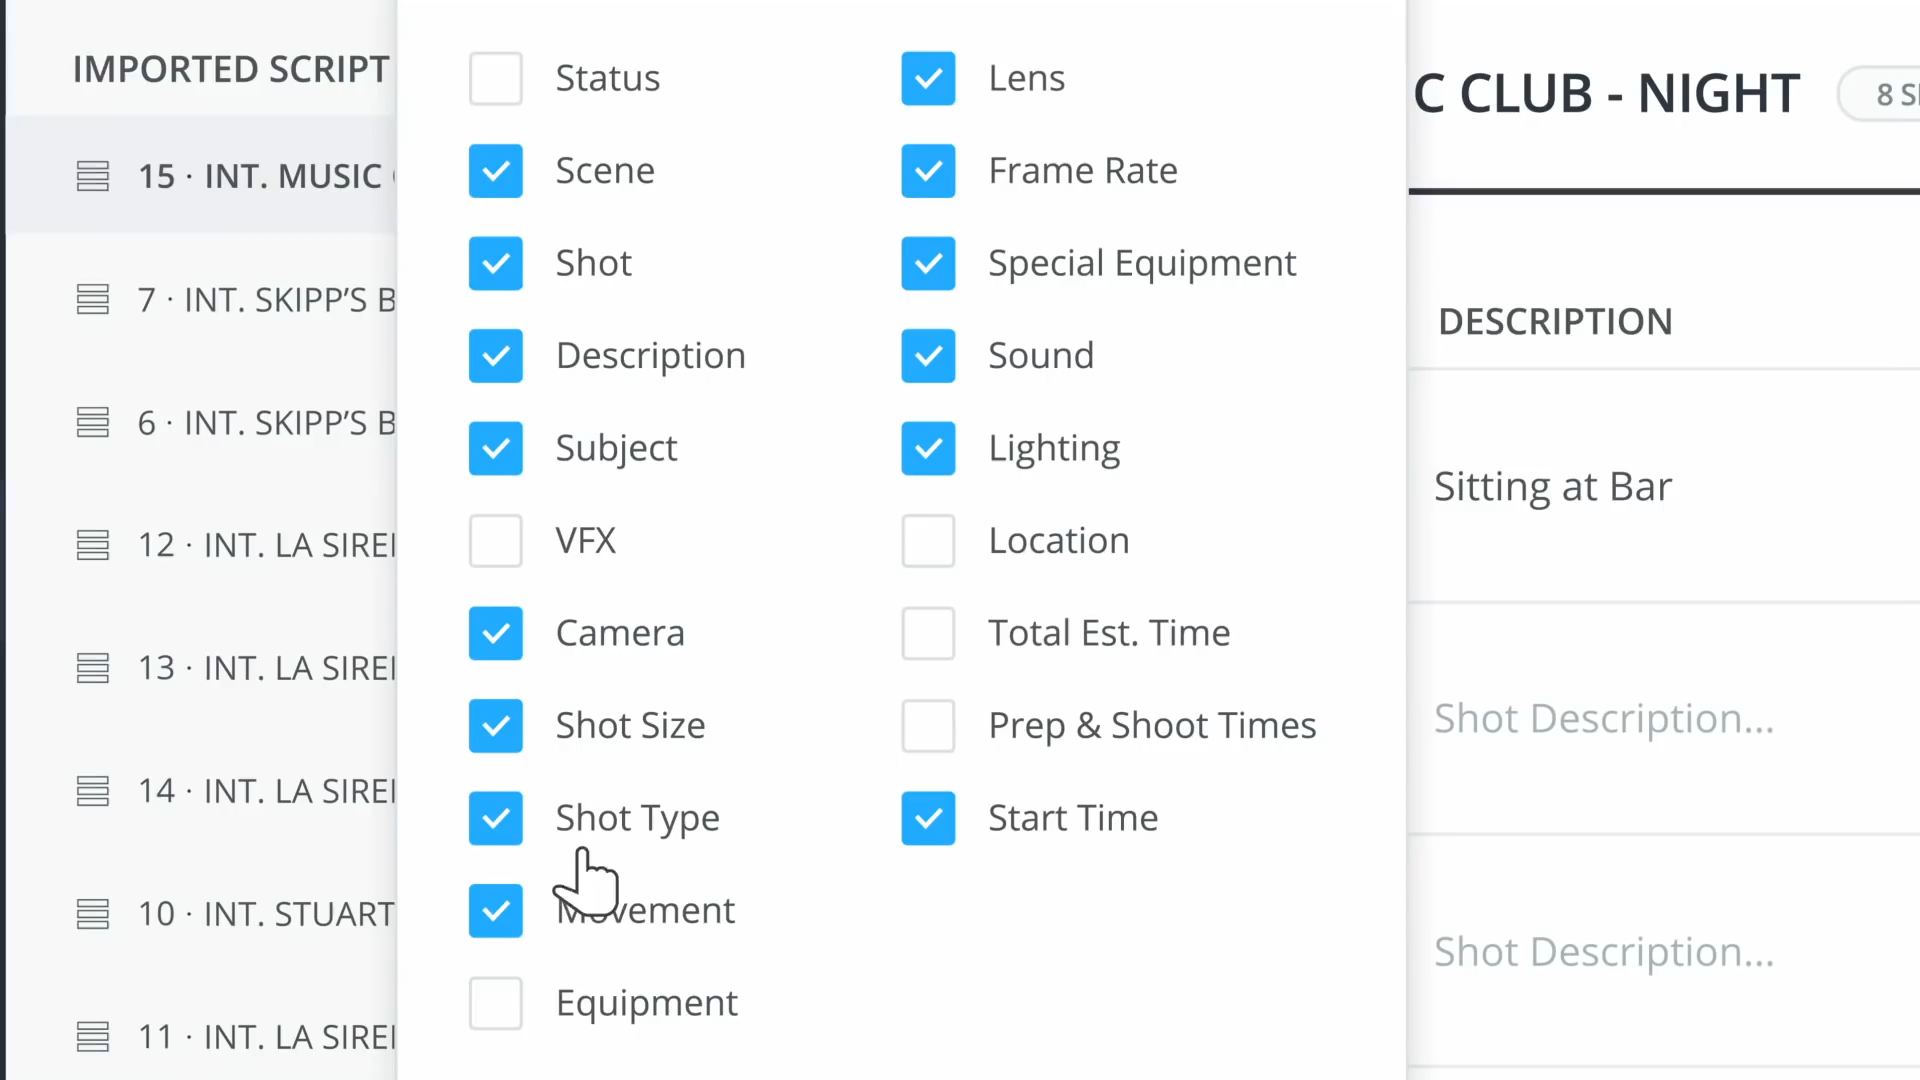 IMPORTED SCRIPT
15 · INT. MUSIC
7 · INT. SKIPP'S B
6 · INT. SKIPP'S B
12 · INT. LA SIREI
13 · INT. LA SIREI
14 · INT. LA SIREI
10 · INT. STUART
11 · INT. LA SIREI
Status
Scene
Shot
Description
Subject
VFX
Camera
Shot Size
Shot Type
Movement
Equipment
Lens
Frame Rate
Special Equipment
Sound
Lighting
Location
Total Est. Time
Prep & Shoot Times
Start Time
C CLUB - NIGHT
8 S
DESCRIPTION
Sitting at Bar
Shot Description...
Shot Description...